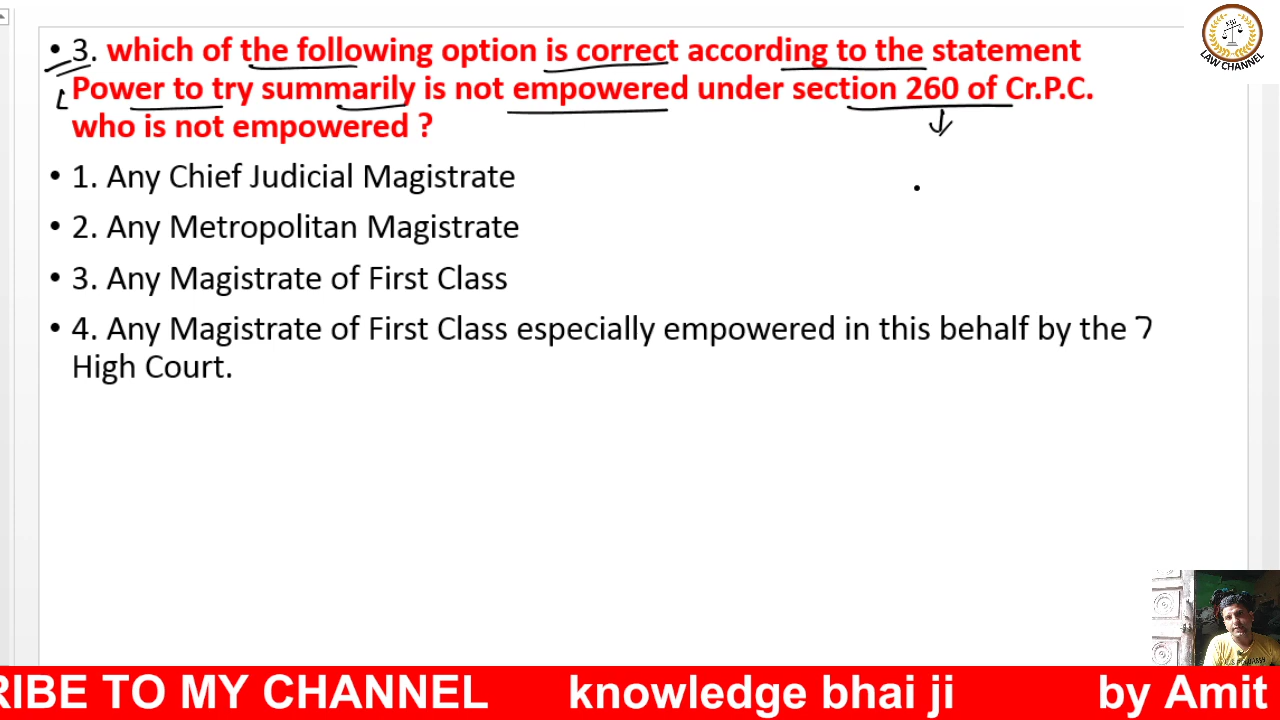 • 3. which of the following option is correct according to the statement
Power to try summarily is not empowered under section 260 of Cr.P.C.
who is not empowered ?
• 1. Any Chief Judicial Magistrate
• 2. Any Metropolitan Magistrate
• 3. Any Magistrate of First Class
• 4. Any Magistrate of First Class especially empowered in this behalf by the
High Court.
LAW CHANNEL
RIBE TO MY CHANNEL knowledge bhai ji by Amit